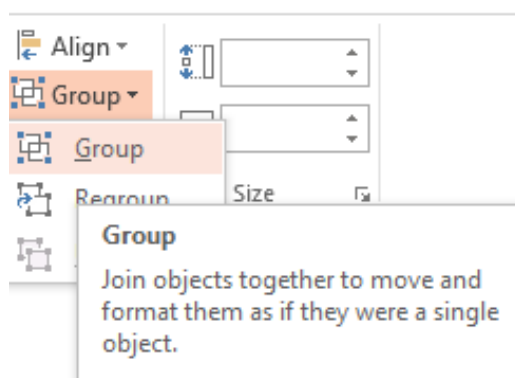 Align
Group
Group
Regroup
Size
Group
Join objects together to move and
format them as if they were a single
object.